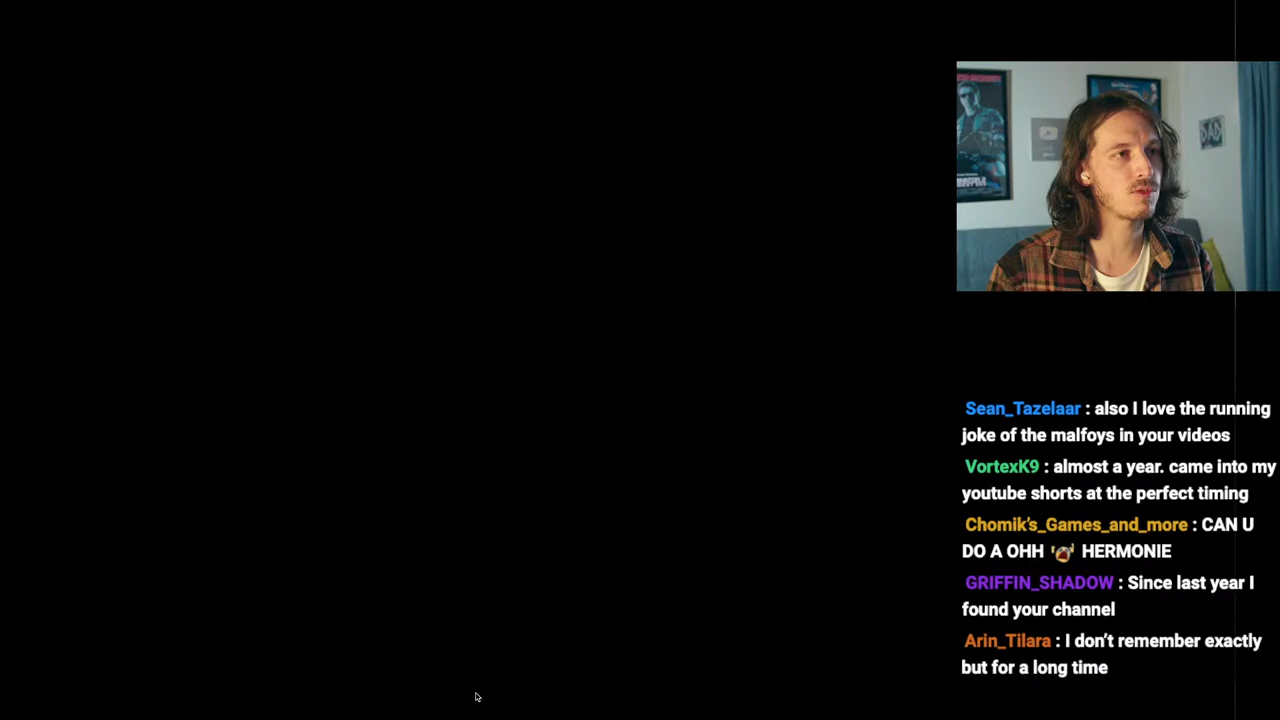 DAD
Sean_Tazelaar : also I love the running
joke of the malfoys in your videos
VortexK9 : almost a year. came into my
youtube shorts at the perfect timing
Chomik’s_Games_and_more : CAN U
DO A OHH HERMONIE
GRIFFIN_SHADOW : Since last year I
found your channel
Arin_Tilara : I don’t remember exactly
but for a long time